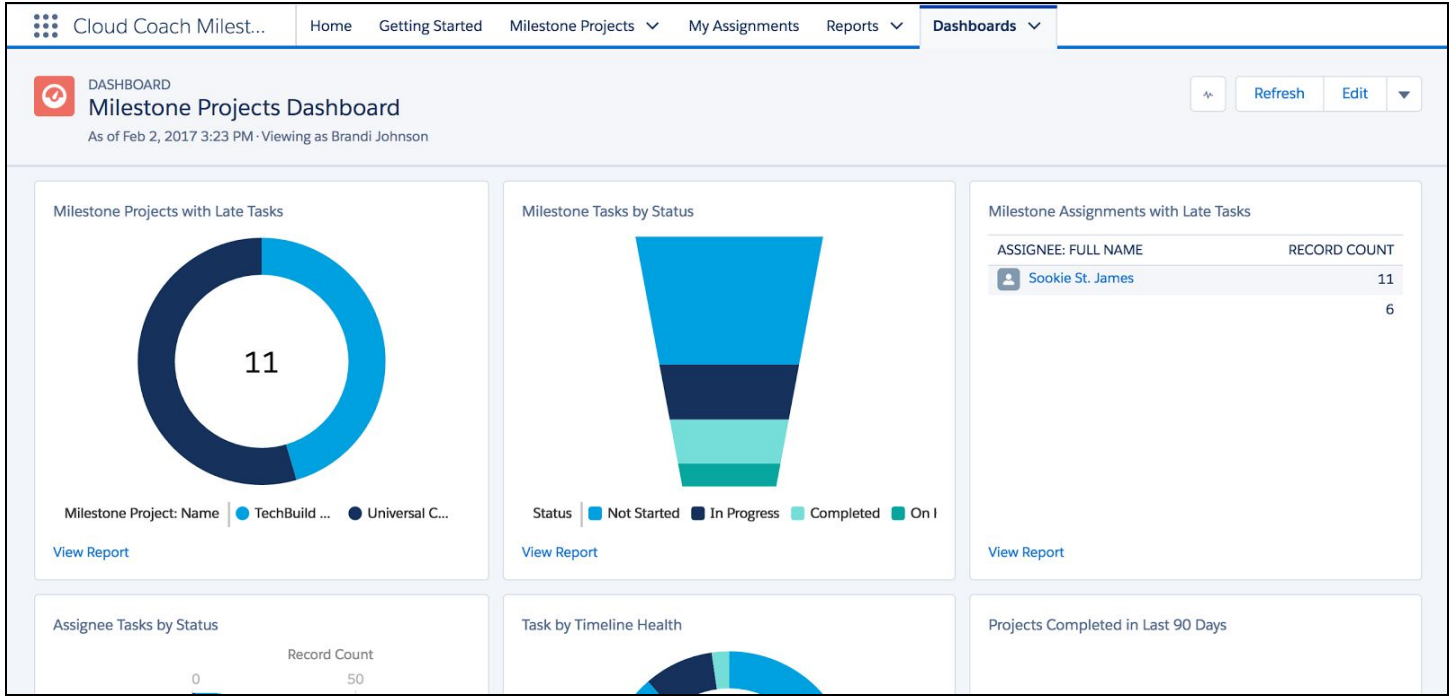 Cloud Coach Milest... Home Getting Started Milestone Projects My Assignments Reports Dashboards
DASHBOARD
Milestone Projects Dashboard
As of Feb 2, 2017 3:23 PM · Viewing as Brandi Johnson
Refresh Edit
Milestone Projects with Late Tasks
11
Milestone Project: Name TechBuild ... Universal C...
View Report
Milestone Tasks by Status
Status Not Started In Progress Completed On I
View Report
Milestone Assignments with Late Tasks
ASSIGNEE: FULL NAME RECORD COUNT
Sookie St. James 11
6
View Report
Assignee Tasks by Status
Record Count
0 50
Task by Timeline Health
Projects Completed in Last 90 Days